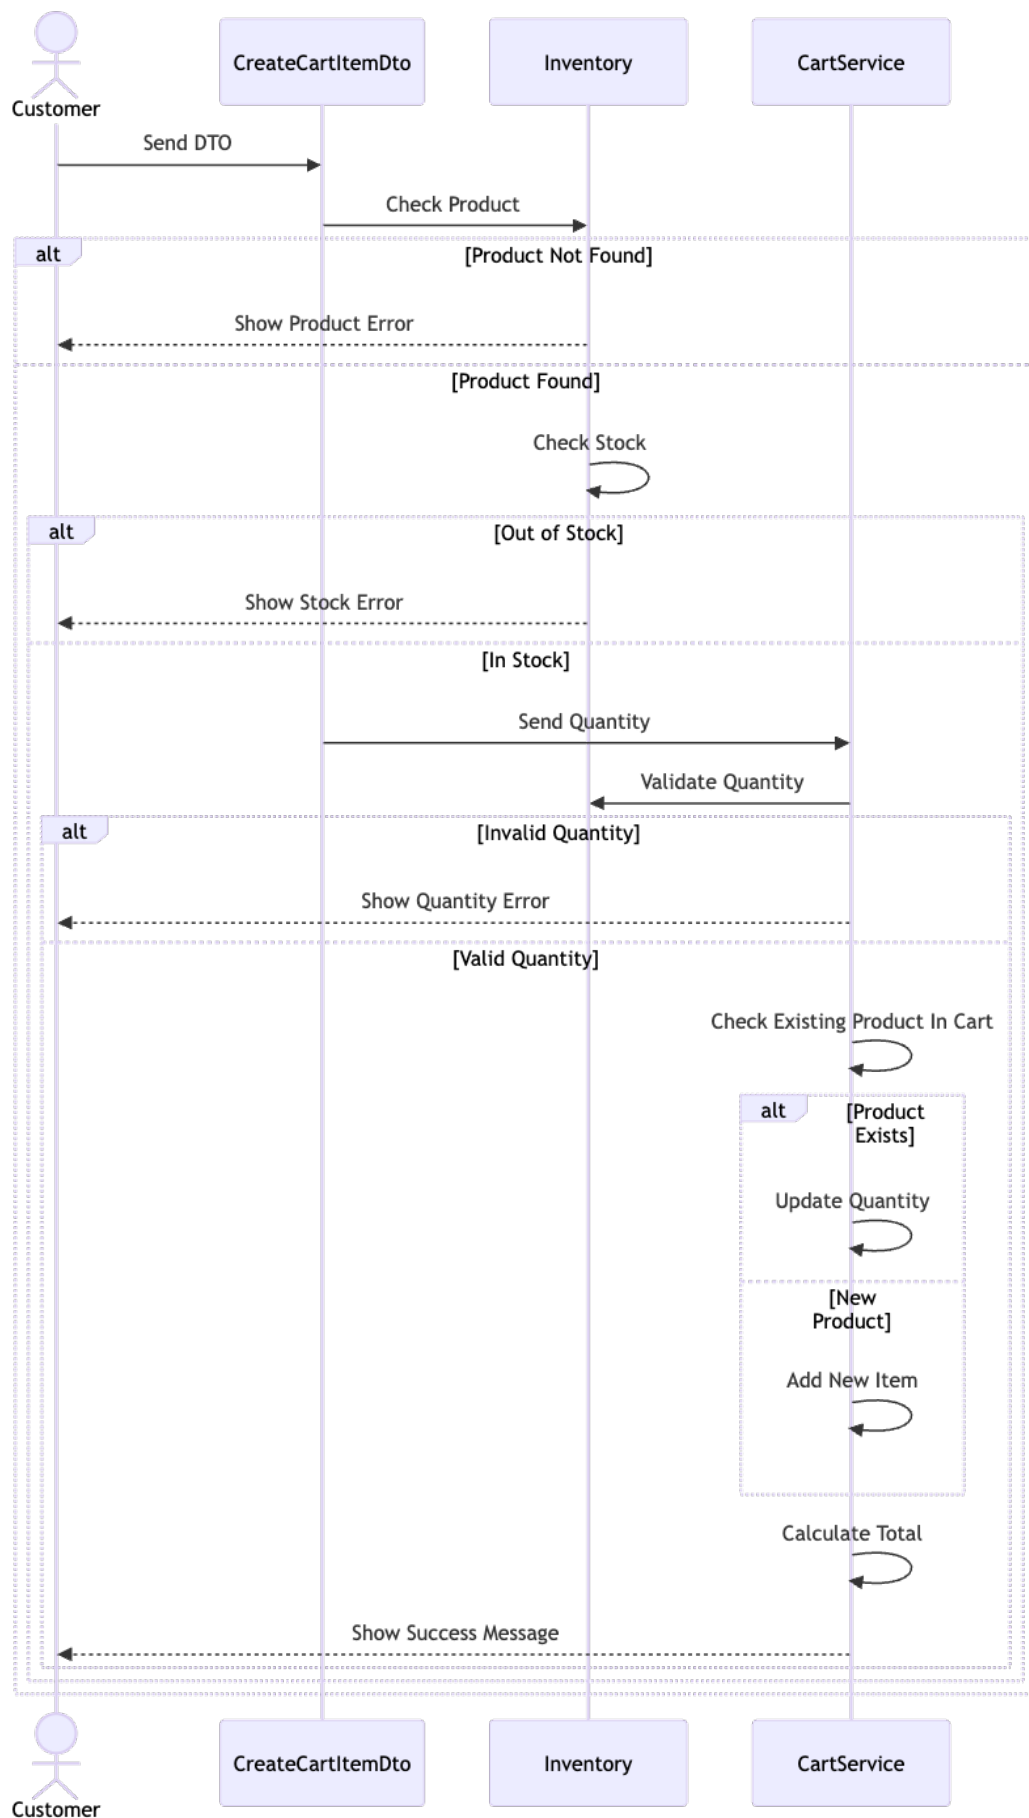 CreateCartItemDto
Inventory
CartService
Customer
Send DTO
Check Product
alt
[Product Not Found]
Show Product Error
[Product Found]
Check Stock
alt
[Out of Stock]
Show Stock Error
[In Stock]
Send Quantity
Validate Quantity
alt
[Invalid Quantity]
Show Quantity Error
[Valid Quantity]
Check Existing Product In Cart
alt
[Product
Exists]
Update Quantity
[New
Product]
Add New Item
Calculate Total
Show Success Message
CreateCartItemDto
Inventory
CartService
Customer